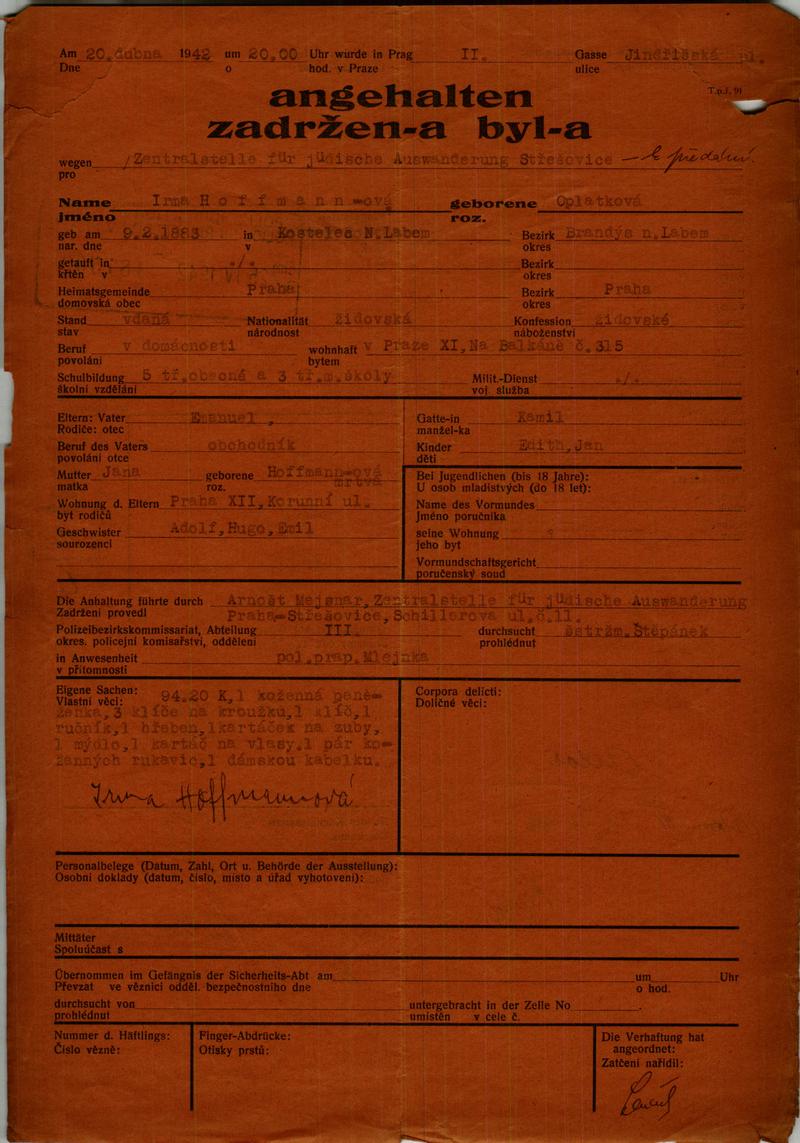 Am 20.dubna 1942 um 20.00 Uhr wurde in Prag II. Gasse Jindřišská ul.
Dne o hod. v Praze ulice
T.p.J. 91
angehalten
zadržen-a byl-a
wegen /Zentralstelle für jüdische Auswanderung Střešovice – k předání.
pro
Name Irma Hoffmann-ová geborene Oplatková
jméno roz.
geb am 9.2.1883 in Kostelec N.Labem Bezirk Brandýs n.Labem
nar. dne v okres
getauft in ./. Bezirk
křtěn v okres
Heimatsgemeinde Praha Bezirk Praha
domovská obec okres
Stand vdaná Nationalität židovská Konfession židovské
stav národnost náboženství
Beruf v domácnosti wohnhaft v Praze XI,Na Balkáně č.315
povolání bytem
Schulbildung 5 tř.obecné a 3 tř.m.školy Milit.-Dienst ./.
školní vzdělání voj. služba
Eltern: Vater Emanuel , Gatte-in Kamil
Rodiče: otec manžel-ka
Beruf des Vaters obchodník Kinder Edith,Jan
povolání otce děti
Mutter Jana geborene Hoffmann-ová
matka roz. mrtvá
Bei Jugendlichen (bis 18 Jahre):
U osob mladistvých (do 18 let):
Wohnung d. Eltern Praha XII,Korunní ul. Name des Vormundes
byt rodičů Jméno poručníka
Geschwister Adolf,Hugo,Emil seine Wohnung
sourozenci jeho byt
Vormundschaftsgericht
poručenský soud
Die Anhaltung führte durch Arnošt Mejsnar,Zentralstelle für jüdische Auswanderung
Zadržení provedl Praha-Střešovice,Schillerova ul.č.11.
Polizeibezirkskommissariat, Abteilung III. durchsucht sstržm.Štěpánek
okres. policejní komisařství, oddělení prohlédnut
in Anwesenheit pol.prap.Mlejnka
v přítomnosti
Eigene Sachen: 94.20 K,1 koženná peně-
Vlastní věci:
ženka,3 klíče na kroužku,1 klíč,1
ručník,1 hřeben,1kartáček na zuby,
1 mýdlo,1 kartáč na vlasy,1 pár ko-
žanných rukavic,1 dámskou kabelku.
Irma Hoffmannová
Corpora delicti:
Doličné věci:
Personalbelege (Datum, Zahl, Ort u. Behörde der Ausstellung):
Osobní doklady (datum, číslo, místo a úřad vyhotovení):
Mittäter
Spoluúčast s
Übernommen im Gefängnis der Sicherheits-Abt am um Uhr
Převzat ve věznici odděl. bezpečnostního dne o hod.
durchsucht von untergebracht in der Zelle No .
prohlédnut umístěn v cele č.
Nummer d. Häftlings: Finger-Abdrücke: Die Verhaftung hat
Číslo vězně: Otisky prstů: angeordnet:
Zatčení nařídil: